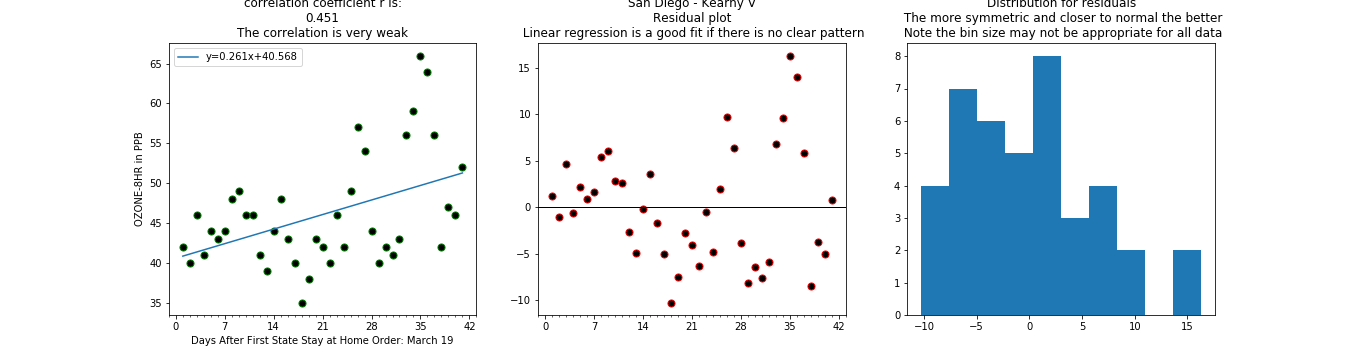 correlation coefficient r is:
0.451
The correlation is very weak
y=0.261x+40.568
OZONE-8HR in PPB
65
60
55
50
45
40
35
0 7 14 21 28 35 42
Days After First State Stay at Home Order: March 19
San Diego - Kearny V
Residual plot
Linear regression is a good fit if there is no clear pattern
15
10
5
0
−5
−10
0 7 14 21 28 35 42
Distribution for residuals
The more symmetric and closer to normal the better
Note the bin size may not be appropriate for all data
8
7
6
5
4
3
2
1
0
−10 −5 0 5 10 15